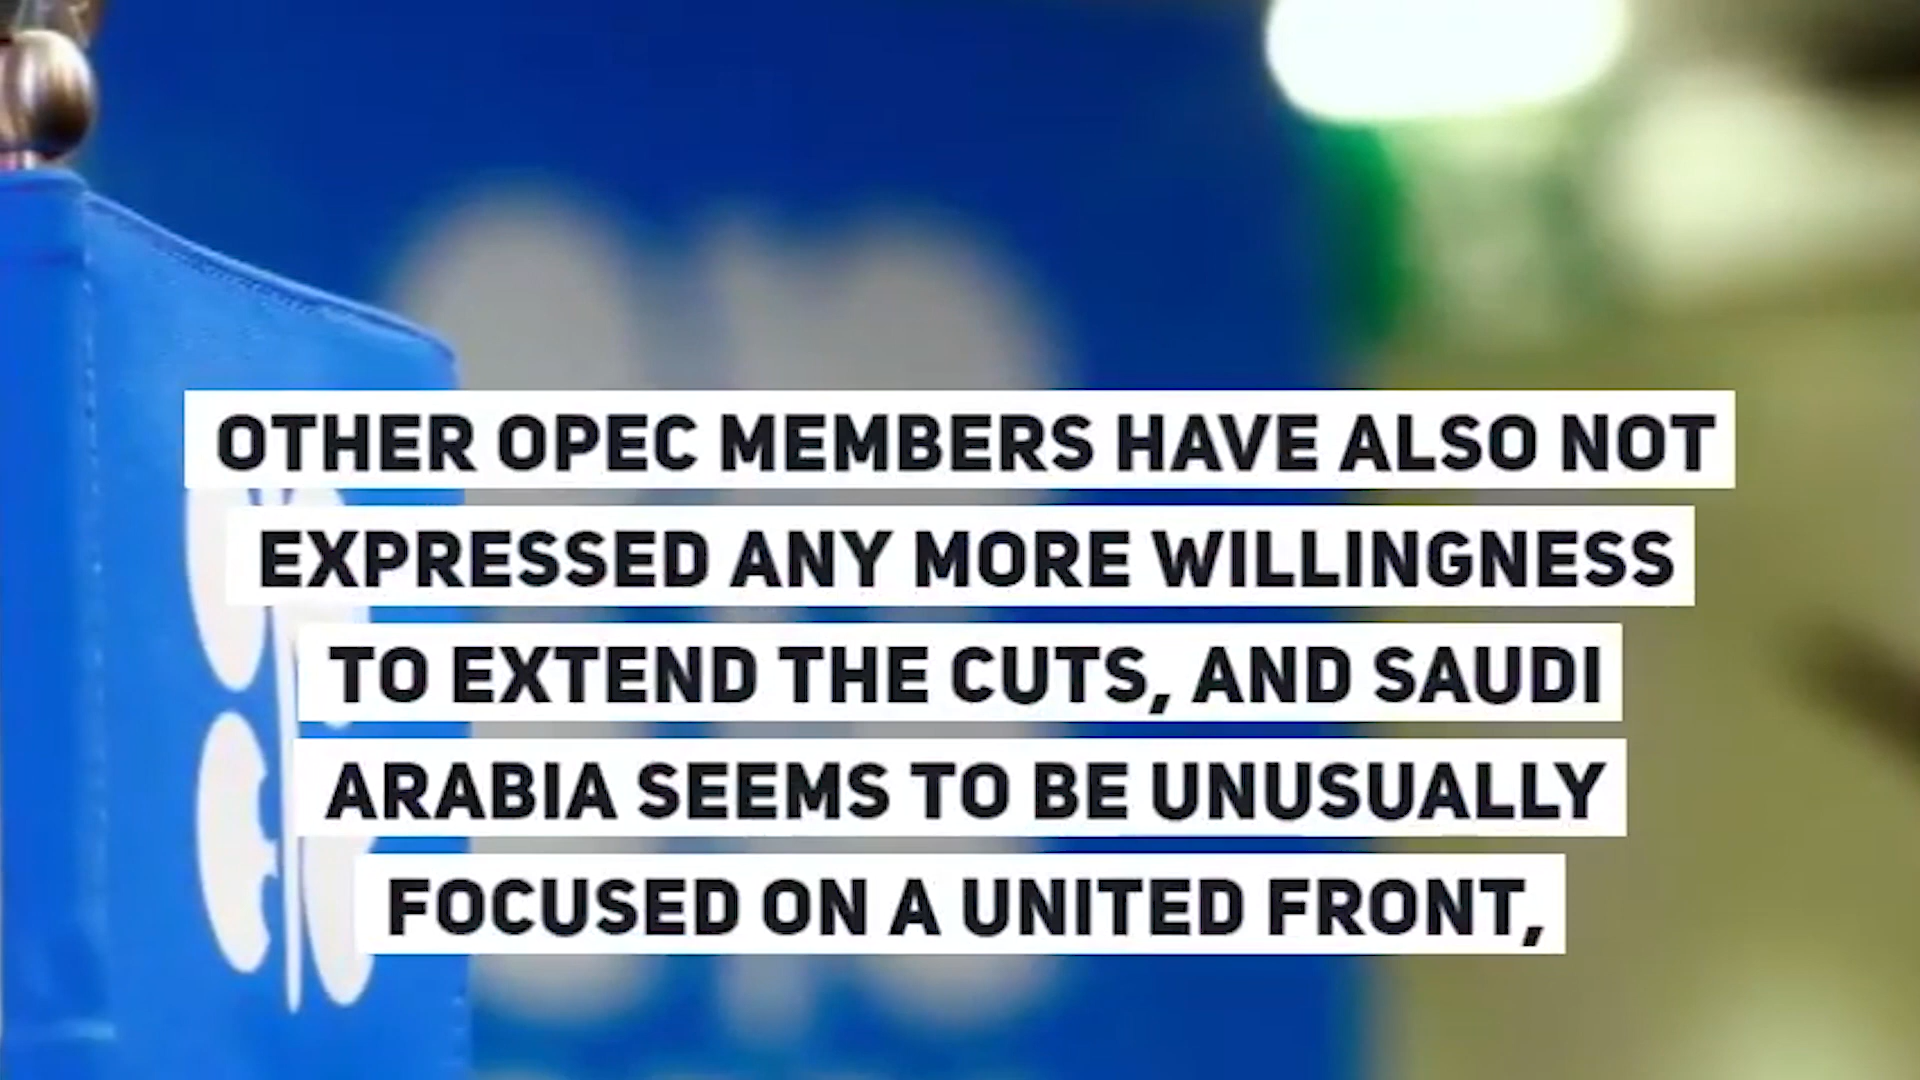 OTHER OPEC MEMBERS HAVE ALSO NOT
EXPRESSED ANY MORE WILLINGNESS
TO EXTEND THE CUTS, AND SAUDI
ARABIA SEEMS TO BE UNUSUALLY
FOCUSED ON A UNITED FRONT,